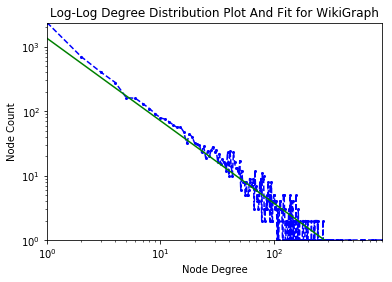 Log-Log Degree Distribution Plot And Fit for WikiGraph
Node Count
10³
10²
10¹
10⁰
10⁰ 10¹ 10²
Node Degree